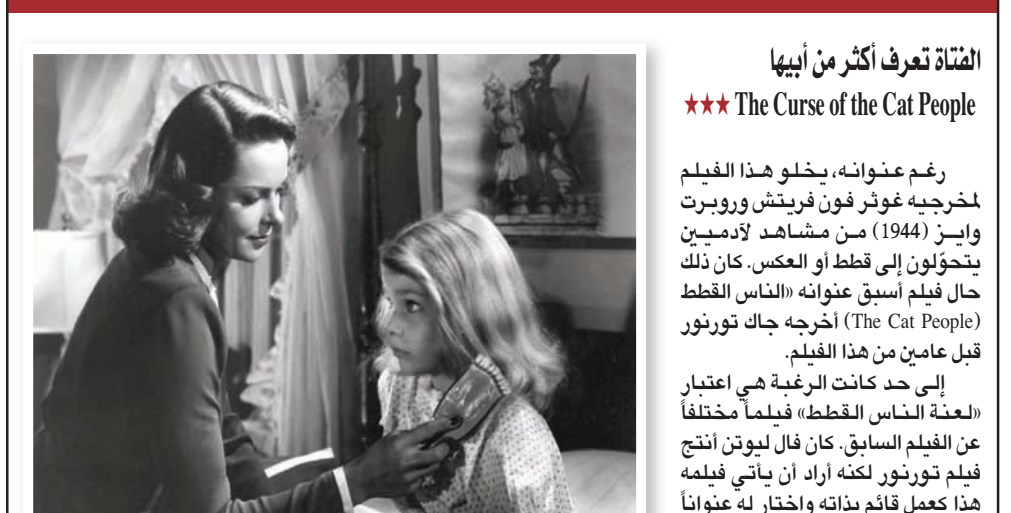 الفتاة تعرف أكثر من أبيها
★★★ The Curse of the Cat People
رغم عنوانه، يخلو هذا الفيلم
لمخرجيه غوثر فون فريتش وروبرت
وايز (1944) من مشاهد لآدميين
يتحوّلون إلى قطط أو العكس. كان ذلك
حال فيلم أسبق عنوانه «الناس القطط
(The Cat People) أخرجه جاك تورنور
قبل عامين من هذا الفيلم.
إلى حد كانت الرغبة هي اعتبار
«لعنة الناس القطط» فيلماً مختلفاً
عن الفيلم السابق. كان فال ليوتن أنتج
فيلم تورنور لكنه أراد أن يأتي فيلمه
هذا كعمل قائم بذاته واختار له عنواناً